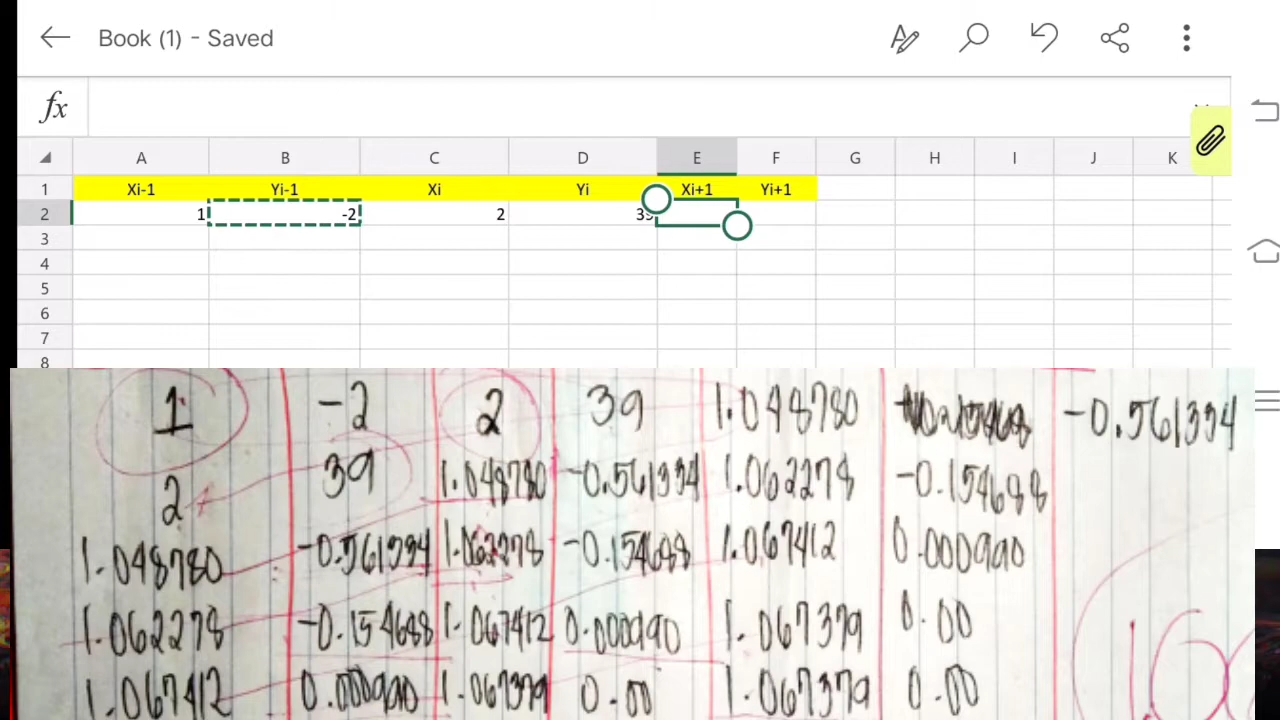 Book (1) - Saved
fx
A B C D E F G H I J K
1 Xi-1 Yi-1 Xi Yi Xi+1 Yi+1
2 1 -2 2 39
3
4
5
6
7
8
1 -2 2 39 1.048780 -0.561334
2 39 1.048780 -0.561334 1.062278 -0.154688
1.048780 -0.561334 1.062278 -0.154688 1.067412 0.000990
1.062278 -0.154688 1.067412 0.000990 1.067379 0.00
1.067412 0.000990 1.067379 0.00 1.067379 0.00